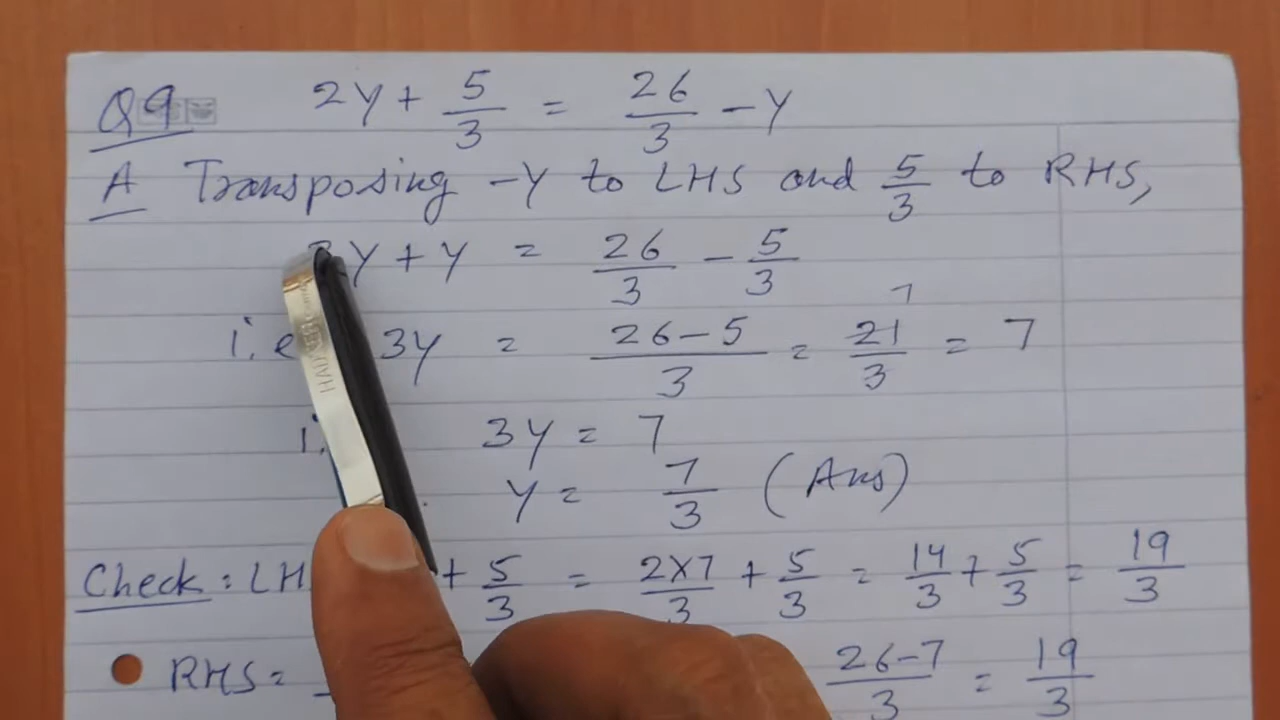 Q9 2Y + 5/3 = 26/3 - Y
A Transposing -Y to LHS and 5/3 to RHS,
Y + Y = 26/3 - 5/3
7
i.e 3Y = 26-5/3 = 21/3 = 7
i. 3Y = 7
Y = 7/3 (Ans)
Check: LH + 5/3 = 2X7/3 + 5/3 = 14/3 + 5/3 = 19/3
RHS = 26-7/3 = 19/3